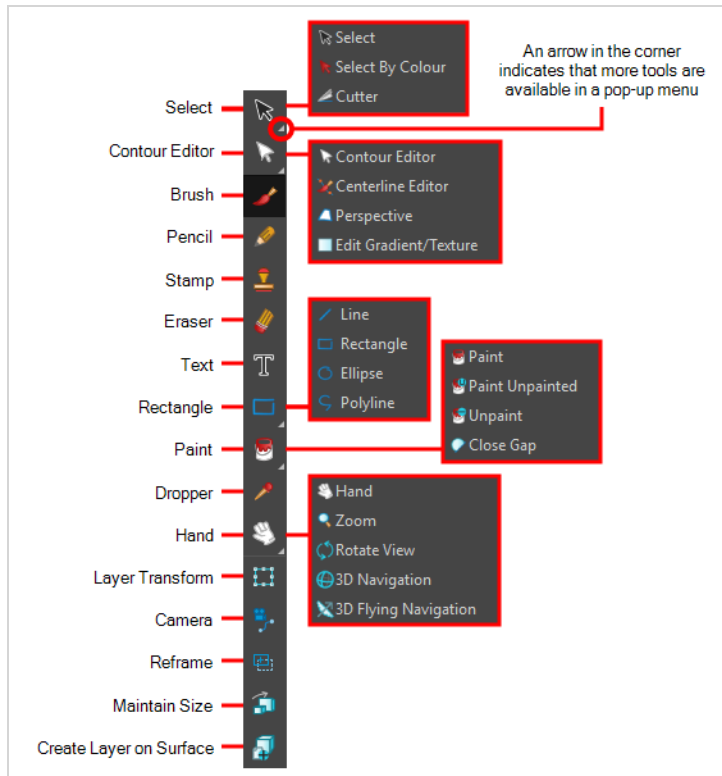 Select
Select By Colour
Cutter
An arrow in the corner
indicates that more tools are
available in a pop-up menu
Select
Contour Editor
Brush
Pencil
Stamp
Eraser
Text
Rectangle
Paint
Dropper
Hand
Layer Transform
Camera
Reframe
Maintain Size
Create Layer on Surface
Contour Editor
Centerline Editor
Perspective
Edit Gradient/Texture
Line
Rectangle
Ellipse
Polyline
Paint
Paint Unpainted
Unpaint
Close Gap
Hand
Zoom
Rotate View
3D Navigation
3D Flying Navigation